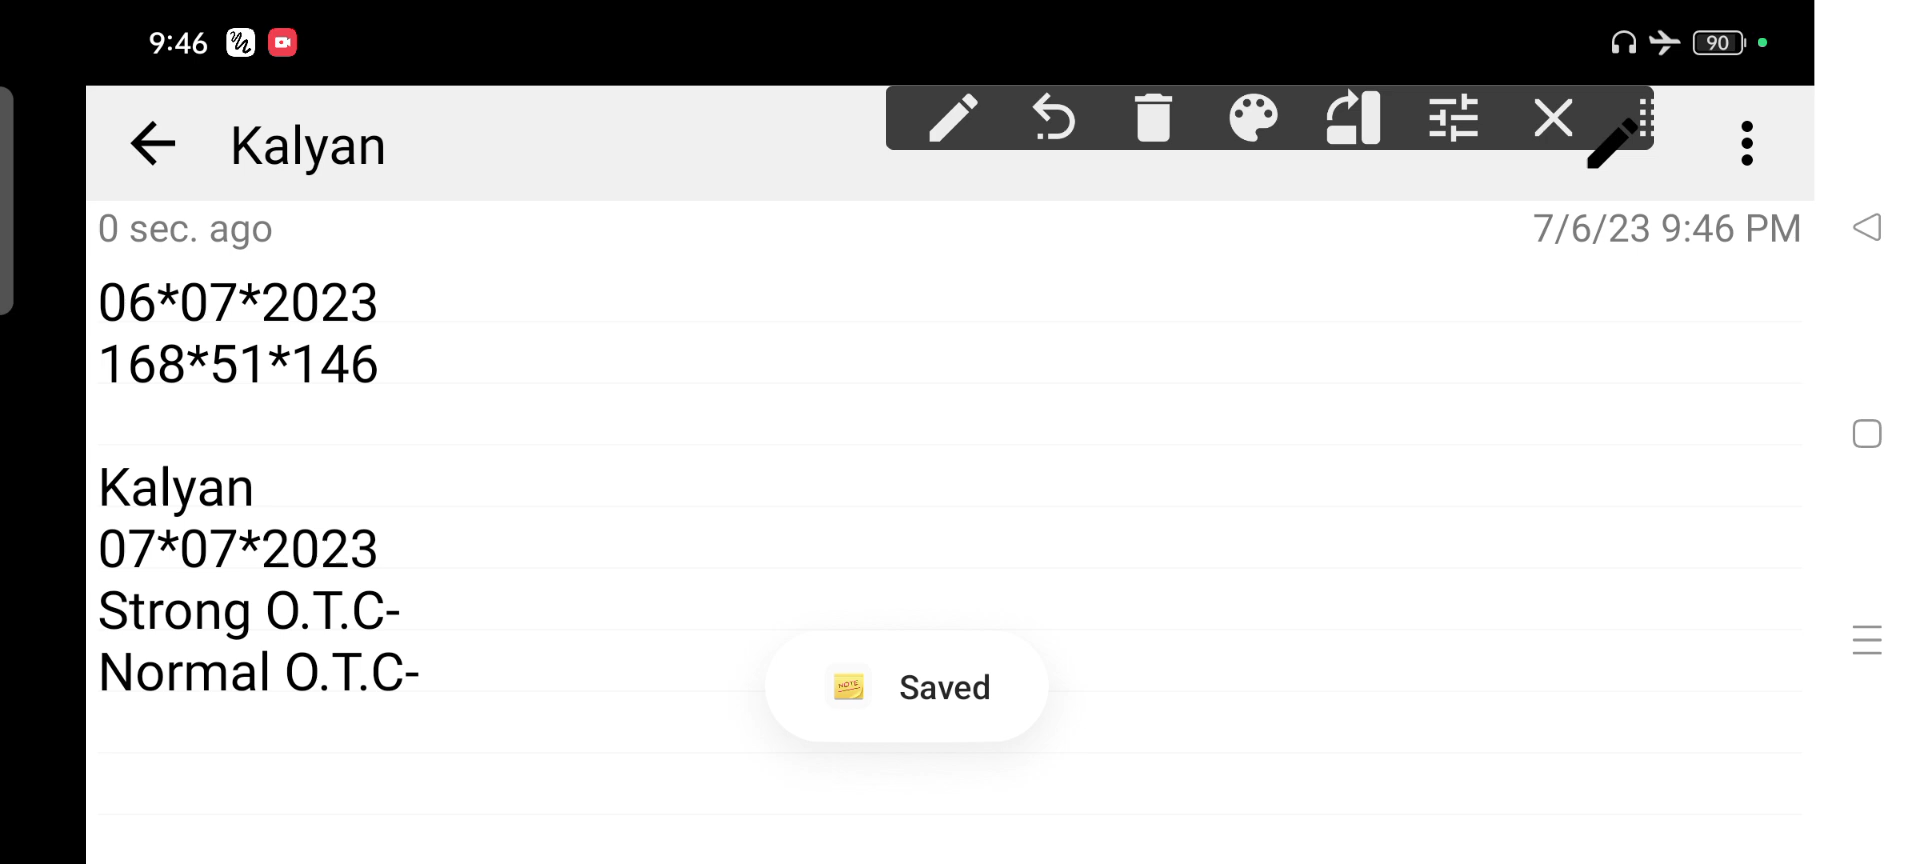 9:46
90
Kalyan
0 sec. ago
7/6/23 9:46 PM
06*07*2023
168*51*146
Kalyan
07*07*2023
Strong O.T.C-
Normal O.T.C-
NOTE
Saved